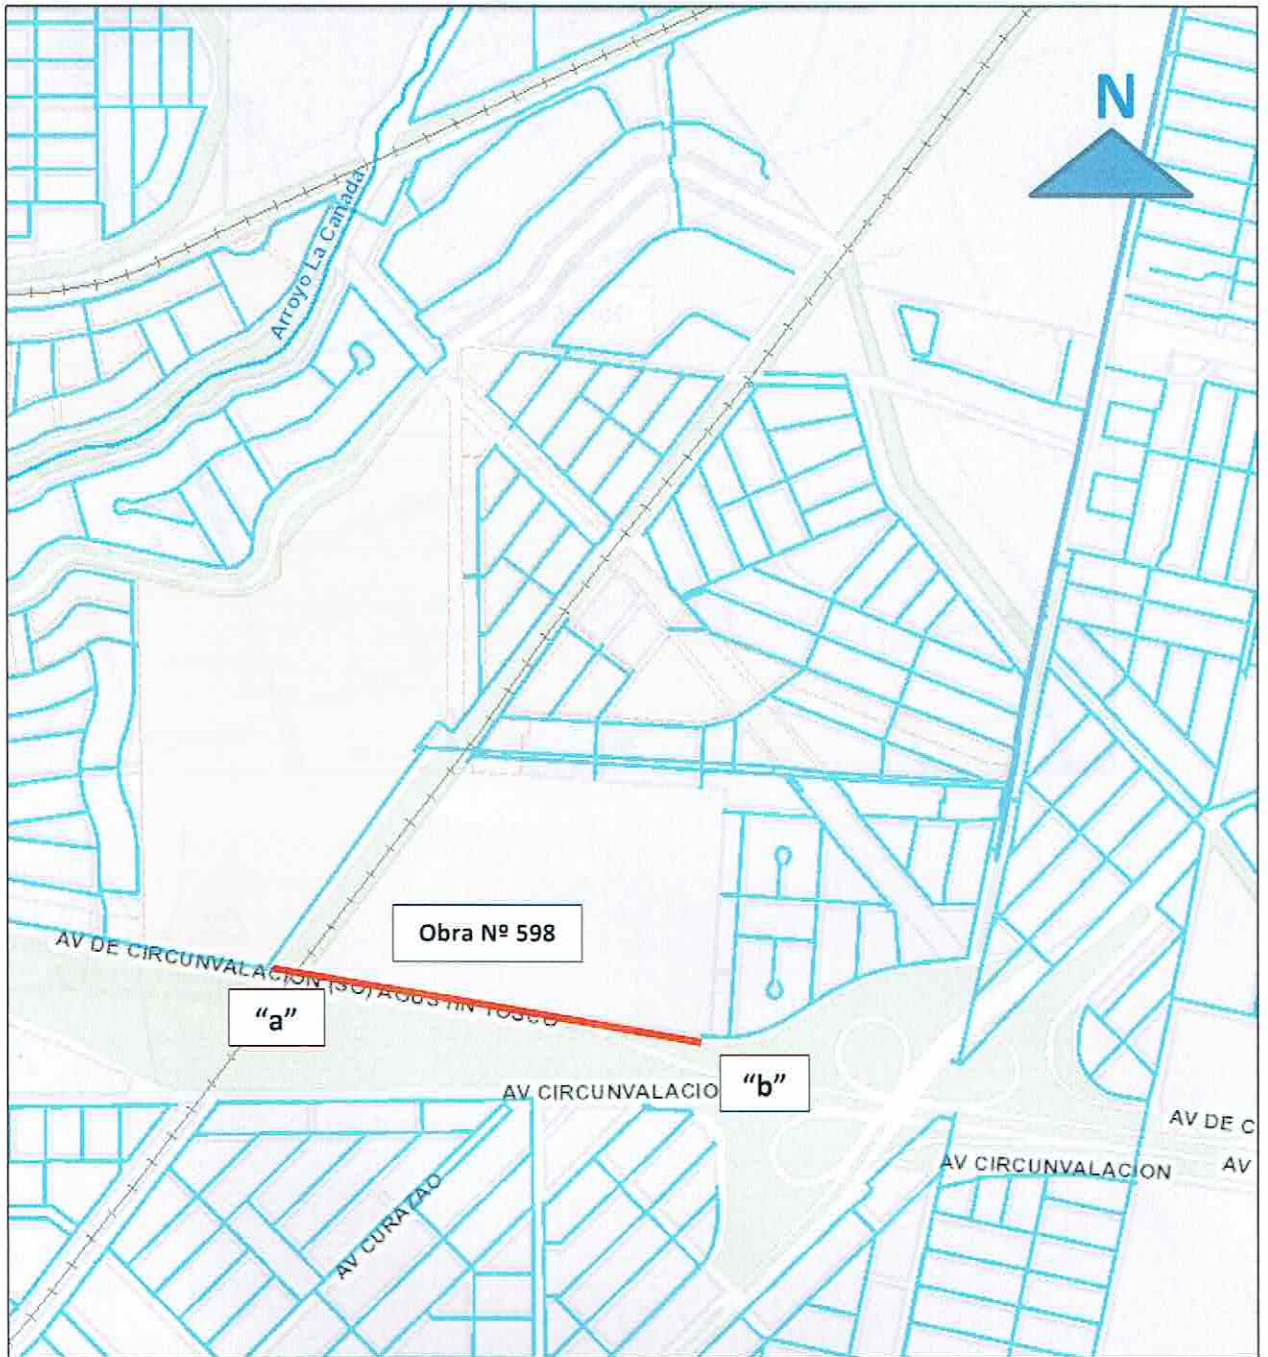 N
Arroyo La Cañada
Obra Nº 598
AV DE CIRCUNVALACION (SO) AGUSTIN TOSCO
"a"
"b"
AV CIRCUNVALACIO
AV DE C
AV CIRCUNVALACION
AV
AV CURAZAO